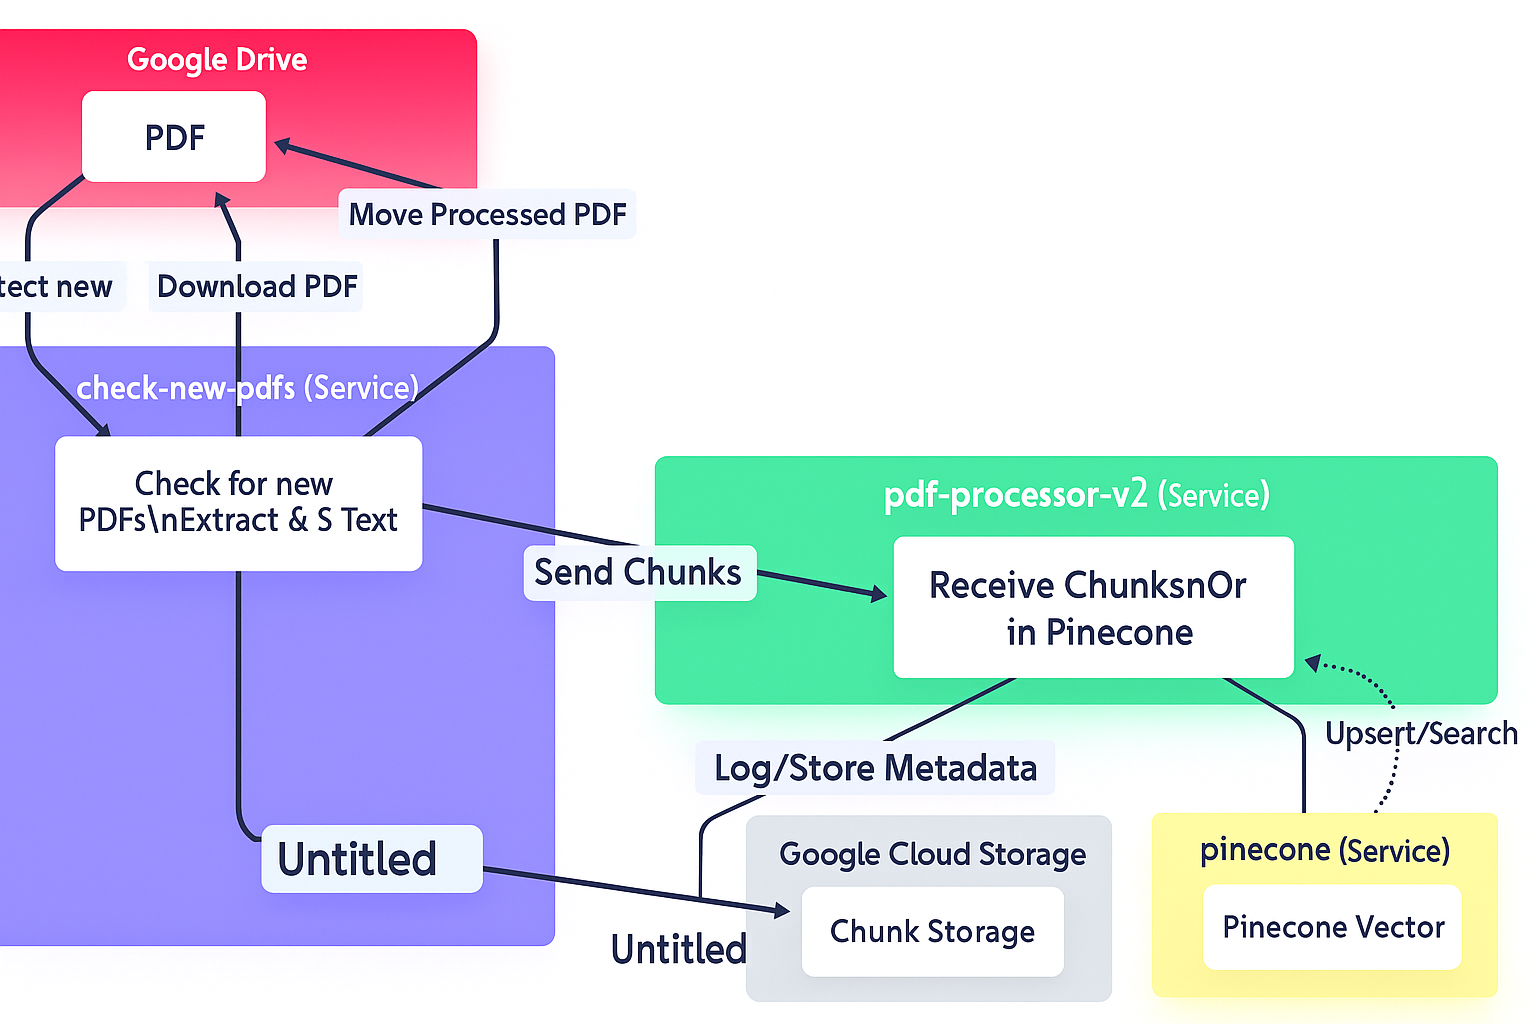 Google Drive
PDF
Move Processed PDF
tect new
Download PDF
check-new-pdfs (Service)
Check for new
PDFs\nExtract & S Text
pdf-processor-v2 (Service)
Send Chunks
Receive ChunksnOr
in Pinecone
Upsert/Search
Log/Store Metadata
Untitled
Google Cloud Storage
pinecone (Service)
Chunk Storage
Pinecone Vector
Untitled